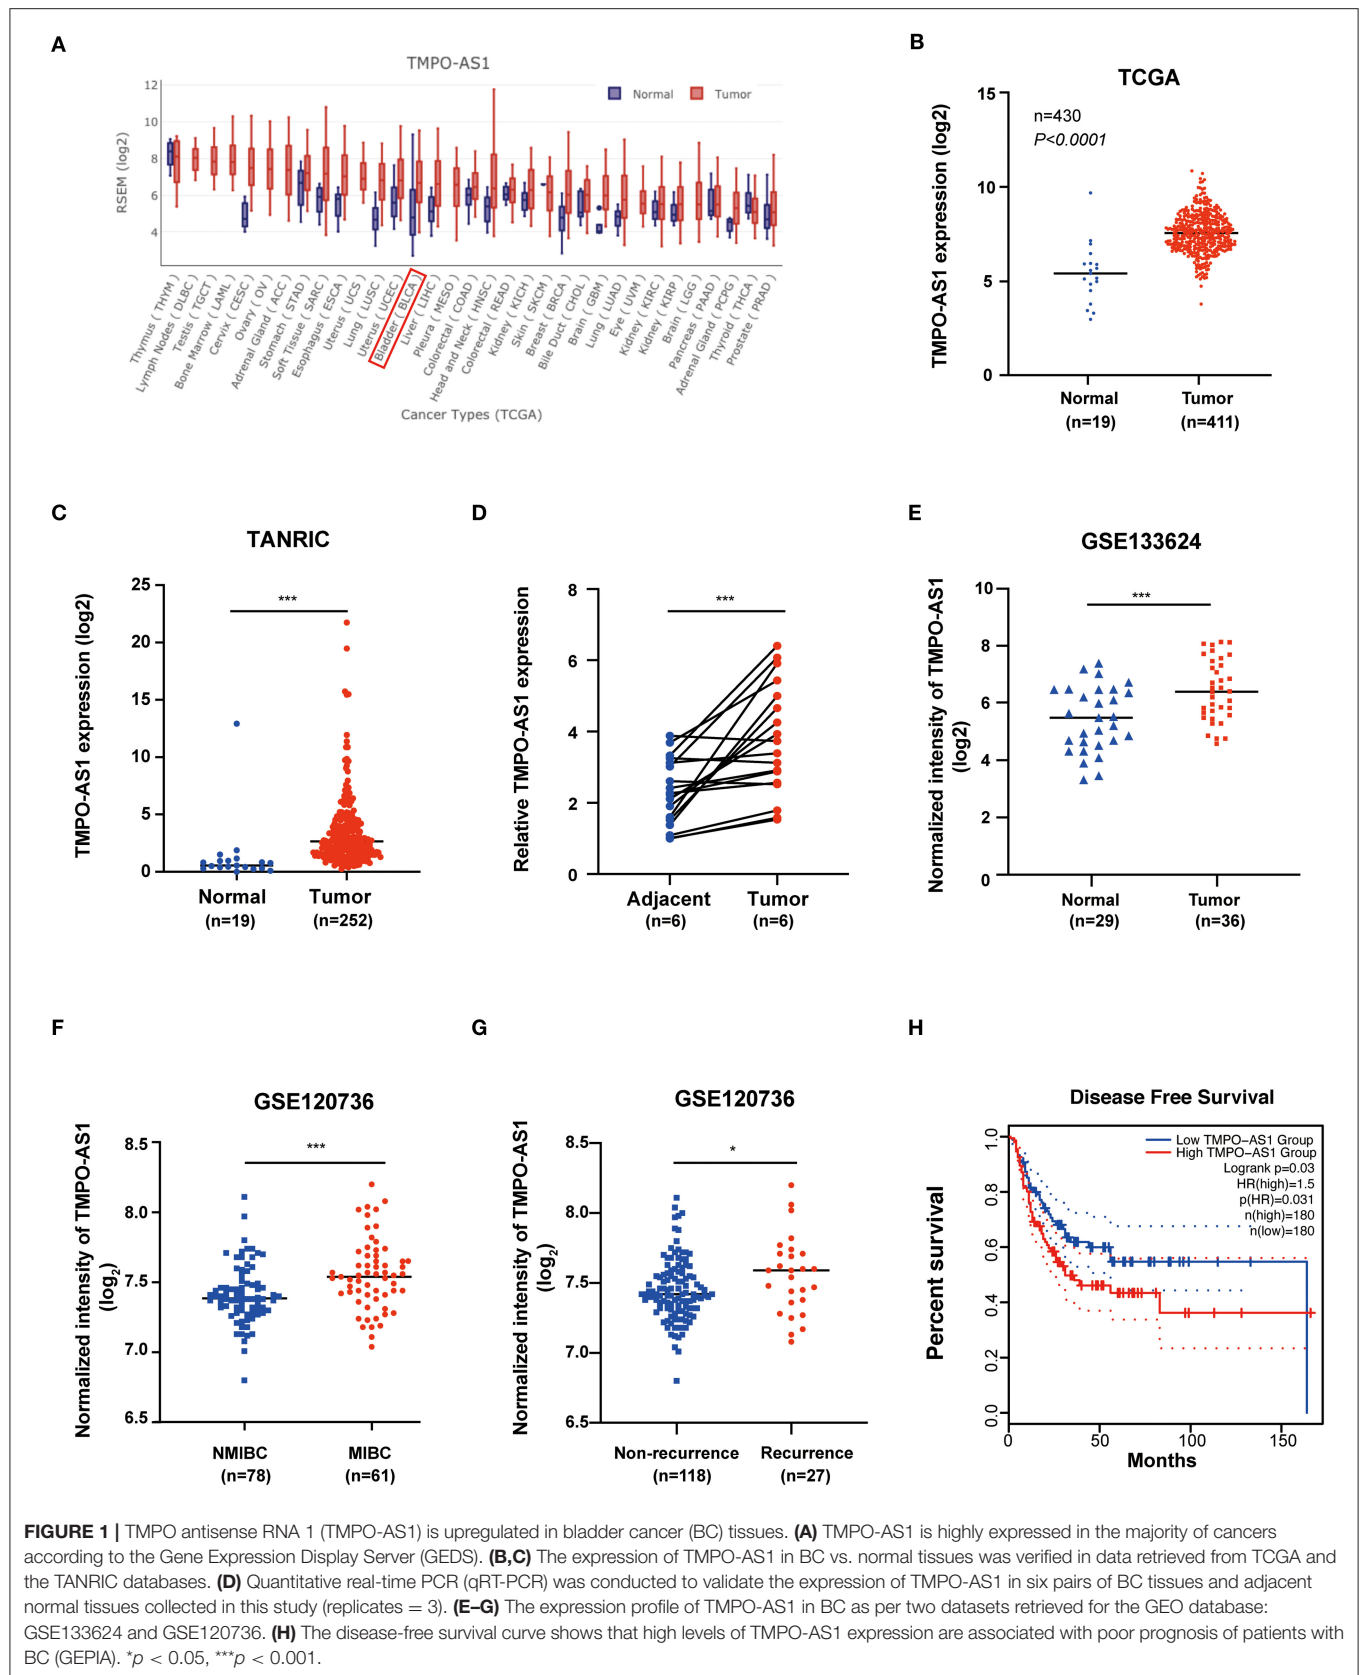 A
TMPO-AS1
Normal
Tumor
RSEM (log2)
12
10
8
6
4
Thymus ( THYM )
Lymph Nodes ( DLBC )
Testis ( TGCT )
Bone Marrow ( LAML )
Cervix ( CESC )
Ovary ( OV )
Adrenal Gland ( ACC )
Stomach ( STAD )
Soft Tissue ( SARC )
Esophagus ( ESCA )
Uterus ( UCS )
Lung ( LUSC )
Uterus ( UCEC )
Bladder ( BLCA )
Liver ( LIHC )
Pleura ( MESO )
Colorectal ( COAD )
Head and Neck ( HNSC )
Colorectal ( READ )
Kidney ( KICH )
Skin ( SKCM )
Breast ( BRCA )
Bile Duct ( CHOL )
Brain ( GBM )
Lung ( LUAD )
Eye ( UVM )
Kidney ( KIRC )
Kidney ( KIRP )
Brain ( LGG )
Pancreas ( PAAD )
Adrenal Gland ( PCPG )
Thyroid ( THCA )
Prostate ( PRAD )
Cancer Types (TCGA)
B
TCGA
TMPO-AS1 expression (log2)
15
10
5
0
n=430
P<0.0001
Normal
(n=19)
Tumor
(n=411)
C
TANRIC
TMPO-AS1 expression (log2)
25
20
15
10
5
0
***
Normal
(n=19)
Tumor
(n=252)
D
Relative TMPO-AS1 expression
8
6
4
2
0
***
Adjacent
(n=6)
Tumor
(n=6)
E
GSE133624
Normalized intensity of TMPO-AS1
(log2)
10
8
6
4
2
0
***
Normal
(n=29)
Tumor
(n=36)
F
GSE120736
Normalized intensity of TMPO-AS1
(log₂)
8.5
8.0
7.5
7.0
6.5
***
NMIBC
(n=78)
MIBC
(n=61)
G
GSE120736
Normalized intensity of TMPO-AS1
(log₂)
8.5
8.0
7.5
7.0
6.5
*
Non-recurrence
(n=118)
Recurrence
(n=27)
H
Disease Free Survival
Percent survival
1.0
0.8
0.6
0.4
0.2
0.0
Low TMPO−AS1 Group
High TMPO−AS1 Group
Logrank p=0.03
HR(high)=1.5
p(HR)=0.031
n(high)=180
n(low)=180
0
50
100
150
Months
FIGURE 1 | TMPO antisense RNA 1 (TMPO-AS1) is upregulated in bladder cancer (BC) tissues. (A) TMPO-AS1 is highly expressed in the majority of cancers
according to the Gene Expression Display Server (GEDS). (B,C) The expression of TMPO-AS1 in BC vs. normal tissues was verified in data retrieved from TCGA and
the TANRIC databases. (D) Quantitative real-time PCR (qRT-PCR) was conducted to validate the expression of TMPO-AS1 in six pairs of BC tissues and adjacent
normal tissues collected in this study (replicates = 3). (E–G) The expression profile of TMPO-AS1 in BC as per two datasets retrieved for the GEO database:
GSE133624 and GSE120736. (H) The disease-free survival curve shows that high levels of TMPO-AS1 expression are associated with poor prognosis of patients with
BC (GEPIA). *p < 0.05, ***p < 0.001.